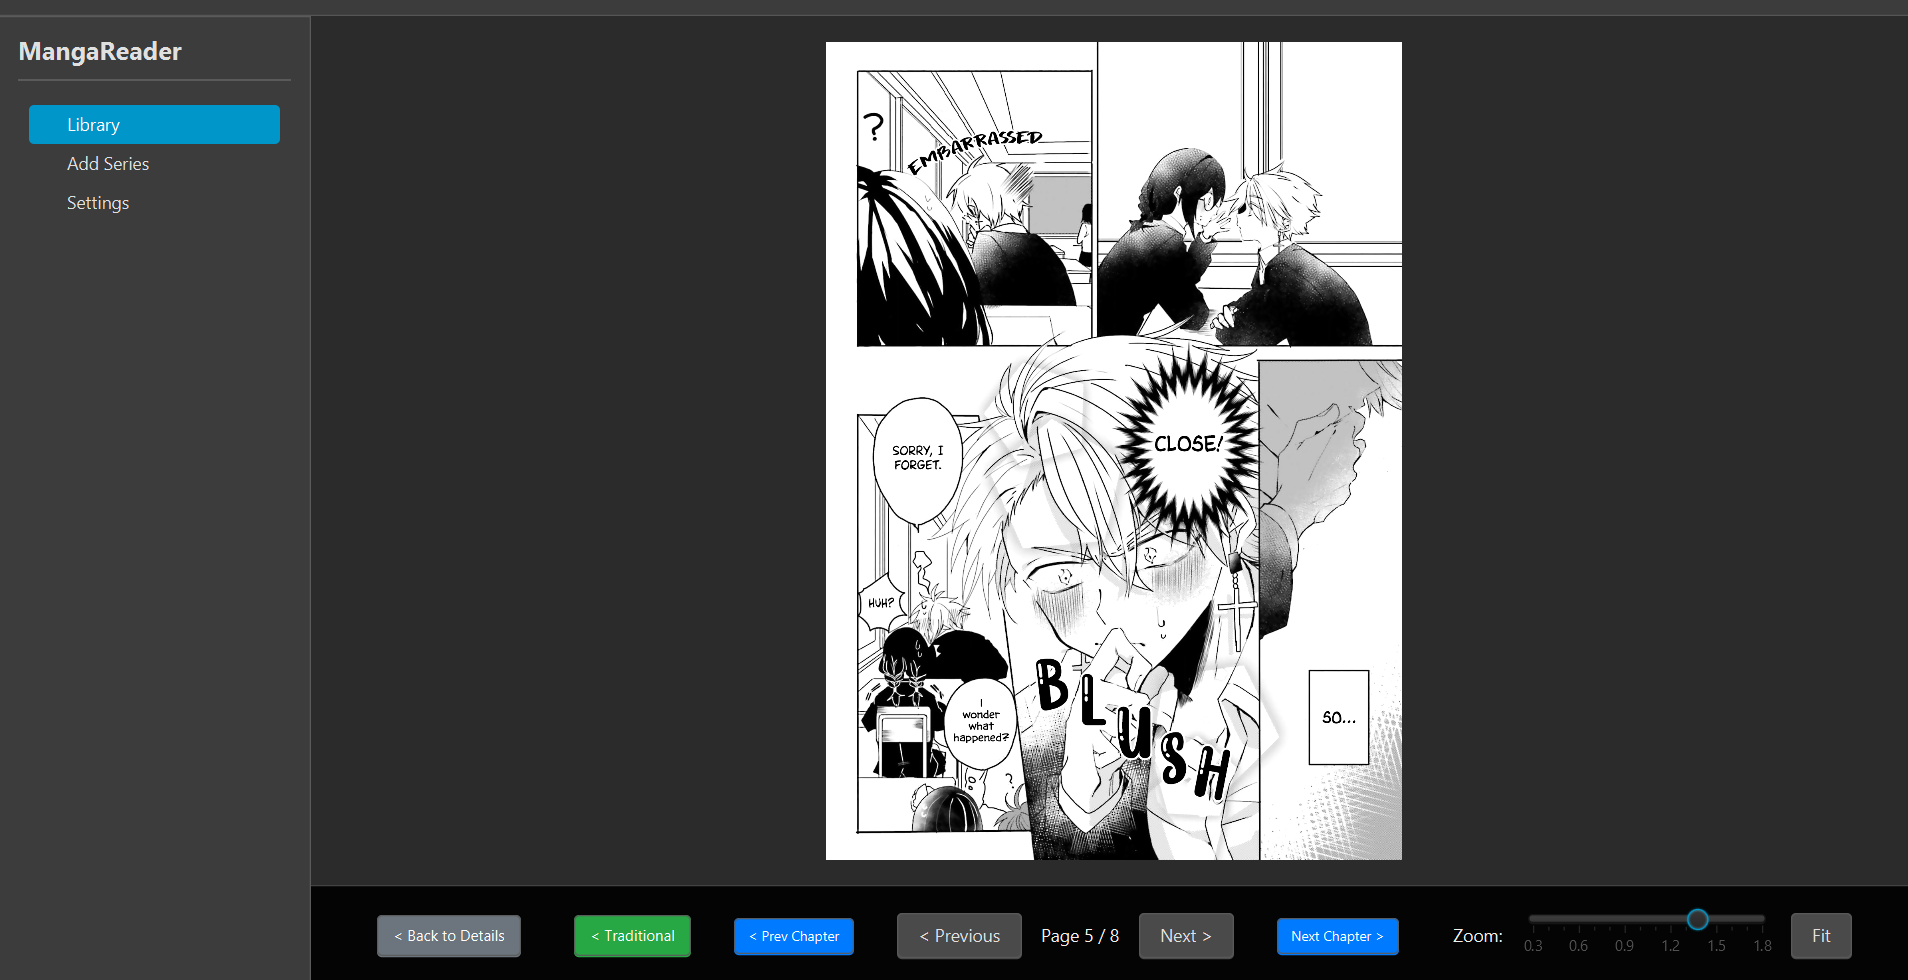 MangaReader
Library
Add Series
Settings
?
EMBARRASSED
CLOSE!
SO...
SORRY, I
FORGET.
HUH?
I
wonder
what
happened?
?
BLUSH
< Back to Details
< Traditional
< Prev Chapter
< Previous
Page 5 / 8
Next >
Next Chapter >
Zoom:
0.3 0.6 0.9 1.2 1.5 1.8
Fit